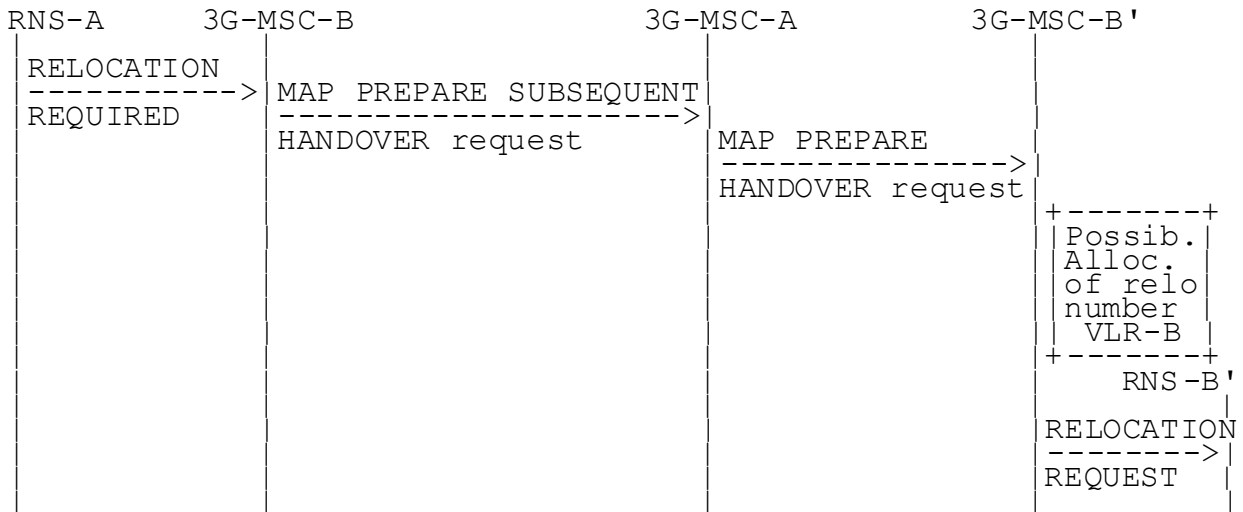 RNS-A 3G-MSC-B 3G-MSC-A 3G-MSC-B'
RELOCATION
MAP PREPARE SUBSEQUENT
REQUIRED
HANDOVER request MAP PREPARE
HANDOVER request
Possib.
Alloc.
of relo
number
VLR-B
RNS-B'
RELOCATION
REQUEST